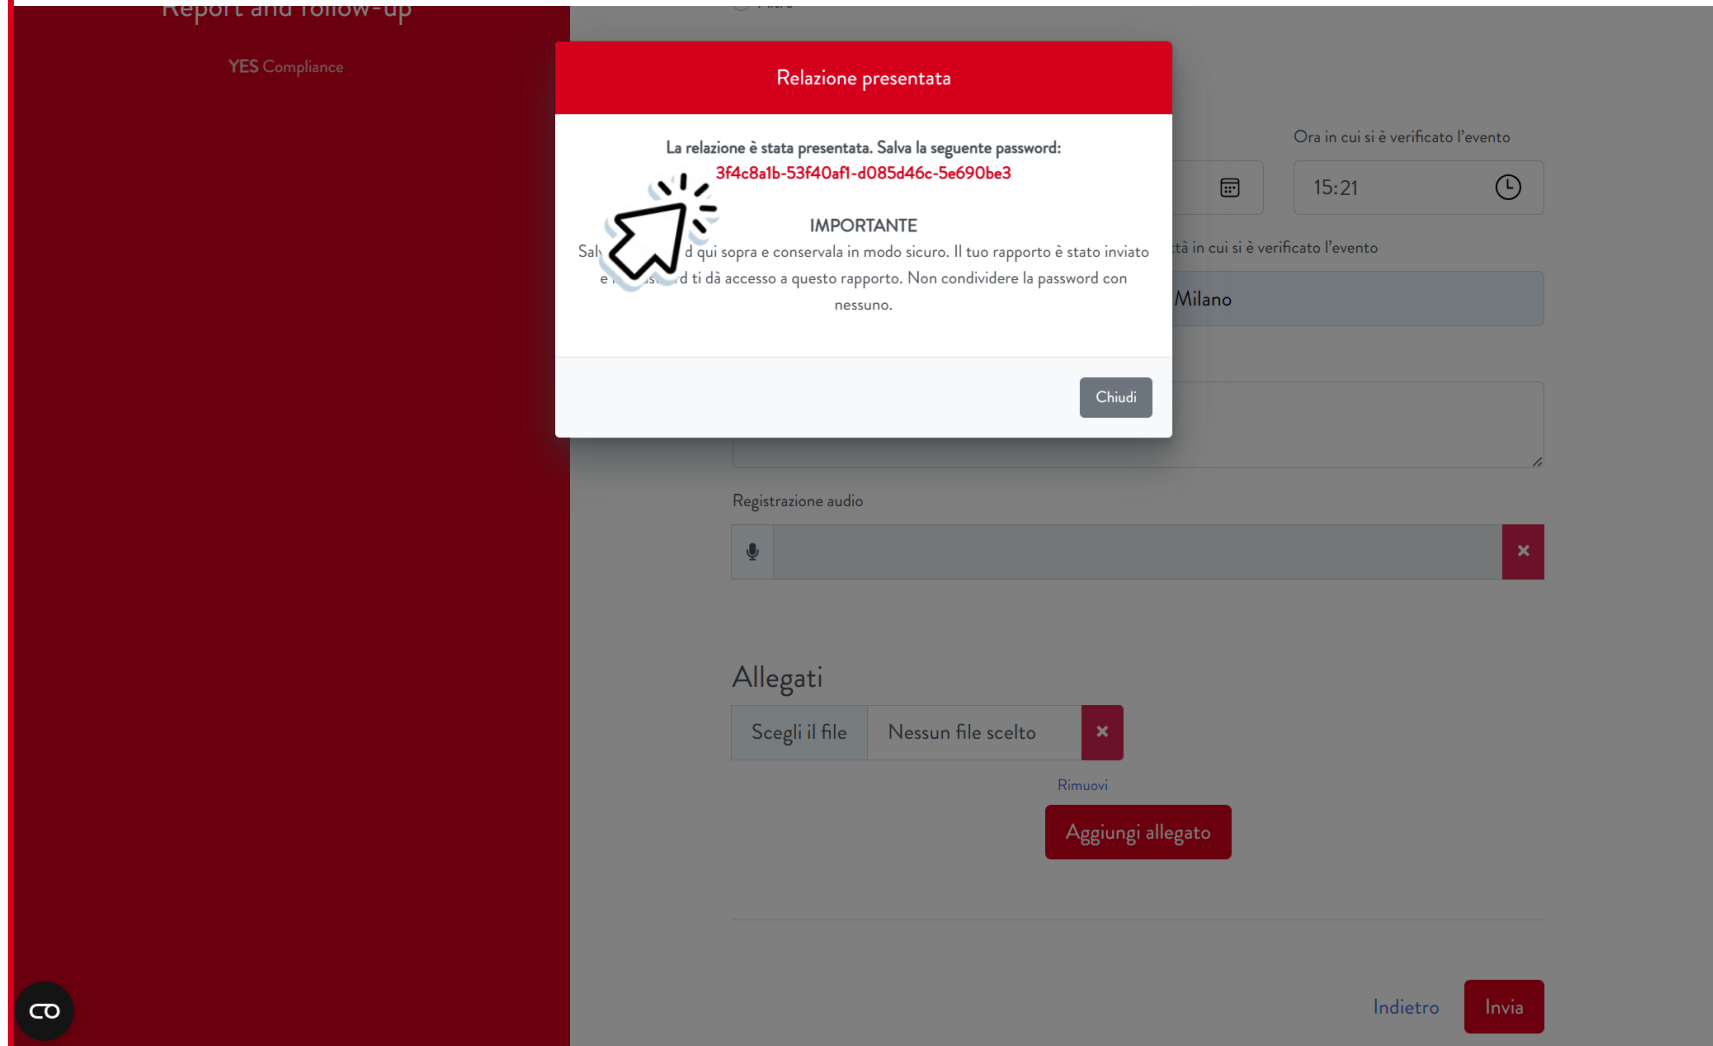 Report and follow-up
YES Compliance
Altro
Relazione presentata
La relazione è stata presentata. Salva la seguente password:
3f4c8a1b-53f40af1-d085d46c-5e690be3
IMPORTANTE
d qui sopra e conservala in modo sicuro. Il tuo rapporto è stato inviato
ti dà accesso a questo rapporto. Non condividere la password con
nessuno.
Chiudi
Ora in cui si è verificato l'evento
15:21
in cui si è verificato l'evento
Milano
Registrazione audio
Allegati
Scegli il file
Nessun file scelto
Rimuovi
Aggiungi allegato
Indietro
Invia